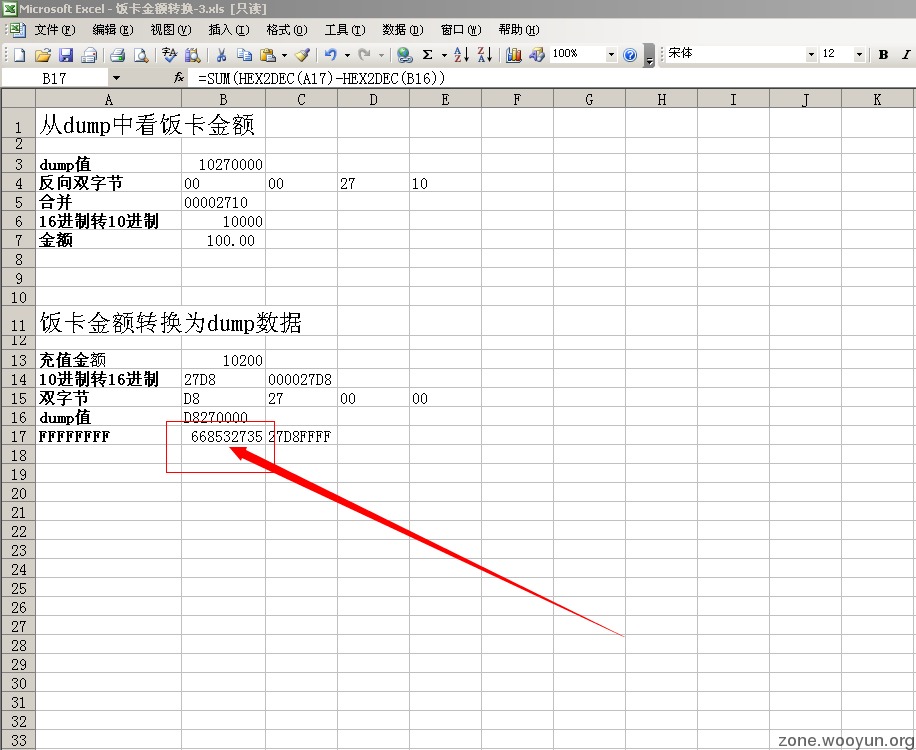 Microsoft Excel - 饭卡金额转换-3.xls [只读]
文件(F) 编辑(E) 视图(V) 插入(I) 格式(O) 工具(T) 数据(D) 窗口(W) 帮助(H)
Σ 100% 宋体 12 B I
B17 fx =SUM(HEX2DEC(A17)-HEX2DEC(B16))
A B C D E F G H I J K
1 从dump中看饭卡金额
2
3 dump值 10270000
4 反向双字节 00 00 27 10
5 合并 00002710
6 16进制转10进制 10000
7 金额 100.00
8
9
10
11 饭卡金额转换为dump数据
12
13 充值金额 10200
14 10进制转16进制 27D8 000027D8
15 双字节 D8 27 00 00
16 dump值 D8270000
17 FFFFFFFF 668532735 27D8FFFF
18
19
20
21
22
23
24
25
26
27
28
29
30
31
32
33
zone.wooyun.org